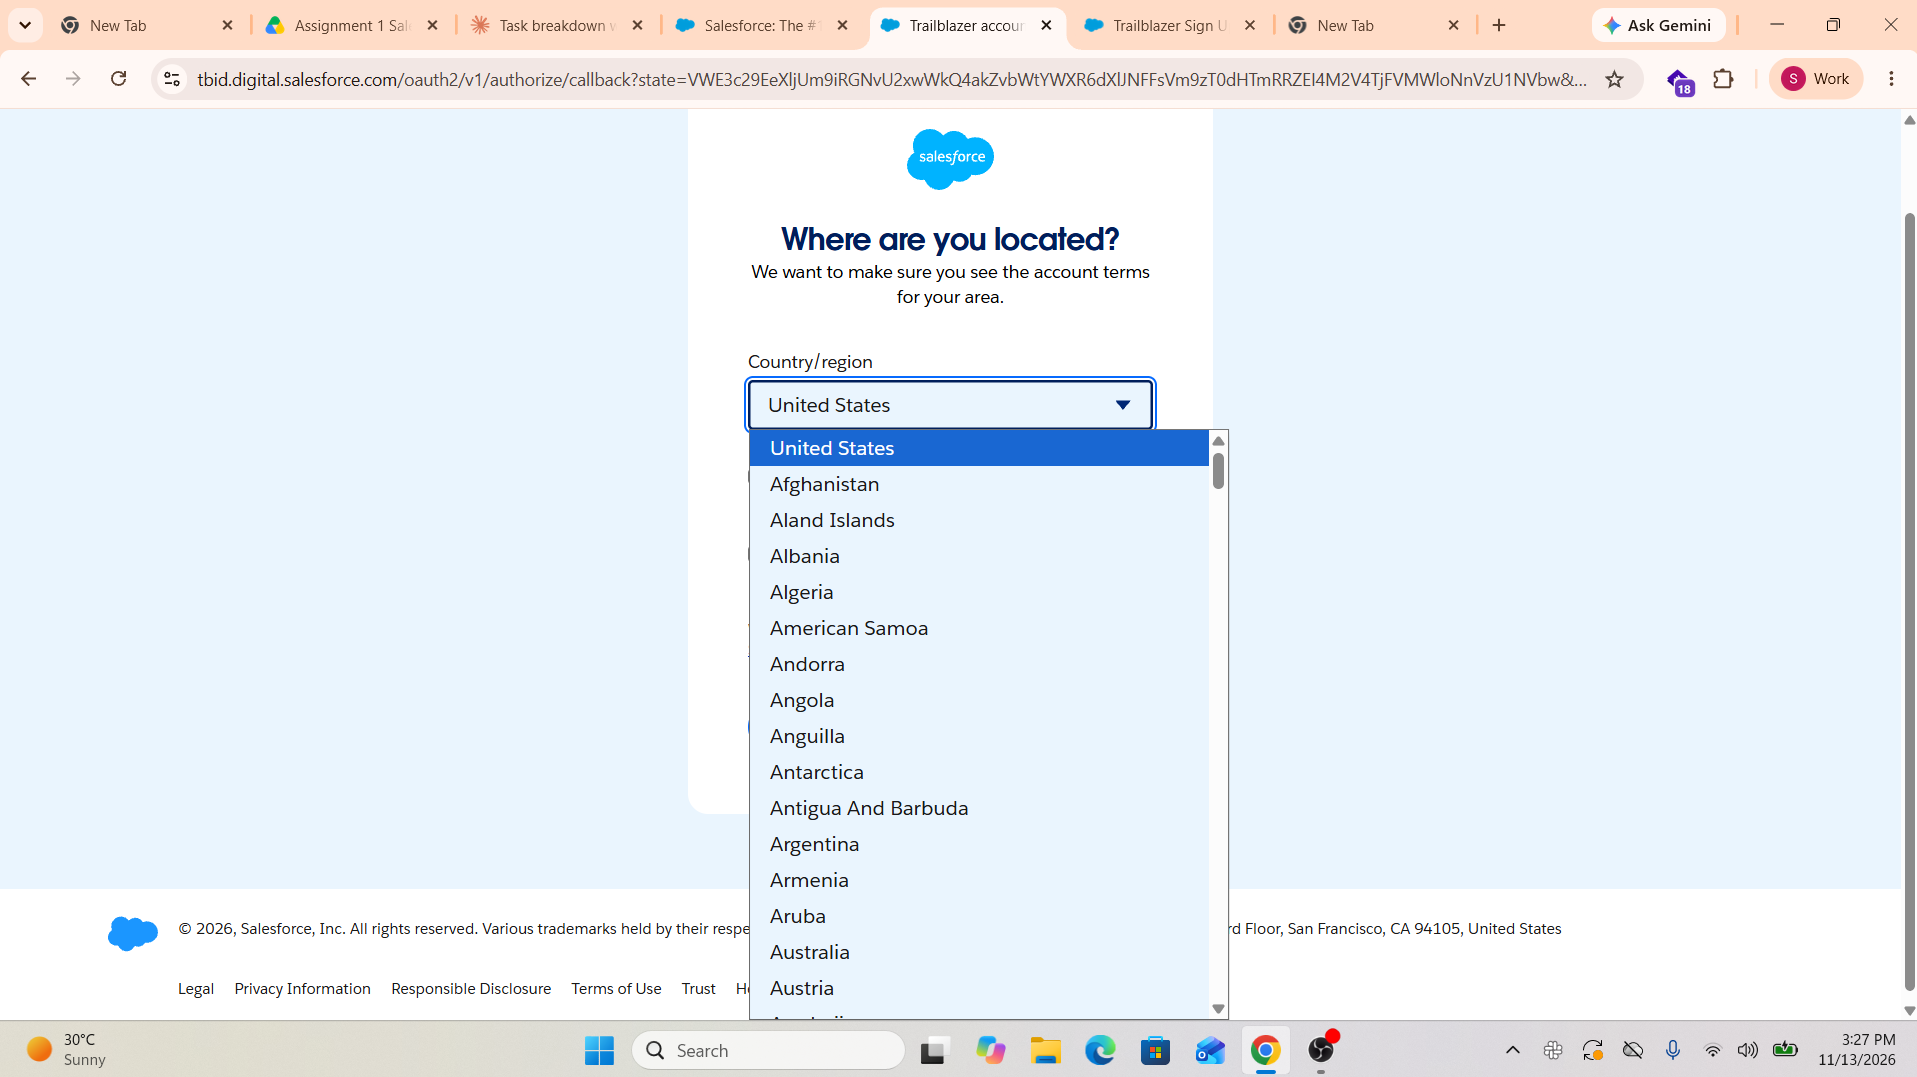 New Tab
Assignment 1 Sal
Task breakdown w
Salesforce: The #1
Trailblazer accoun
Trailblazer Sign U
New Tab
Ask Gemini
tbid.digital.salesforce.com/oauth2/v1/authorize/callback?state=VWE3c29EeXljUm9iRGNvU2xwWkQ4akZvbWtYWXR6dXlJNFFsVm9zT0dHTmRRZEI4M2V4TjFVMWloNnVzU1NVbw&...
18
S
Work
salesforce
Where are you located?
We want to make sure you see the account terms
for your area.
Country/region
United States
United States
Afghanistan
Aland Islands
Albania
Algeria
American Samoa
Andorra
Angola
Anguilla
Antarctica
Antigua And Barbuda
Argentina
Armenia
Aruba
Australia
Austria
© 2026, Salesforce, Inc. All rights reserved. Various trademarks held by their respe
rd Floor, San Francisco, CA 94105, United States
Legal
Privacy Information
Responsible Disclosure
Terms of Use
Trust
30°C
Sunny
Search
3:27 PM
11/13/2026